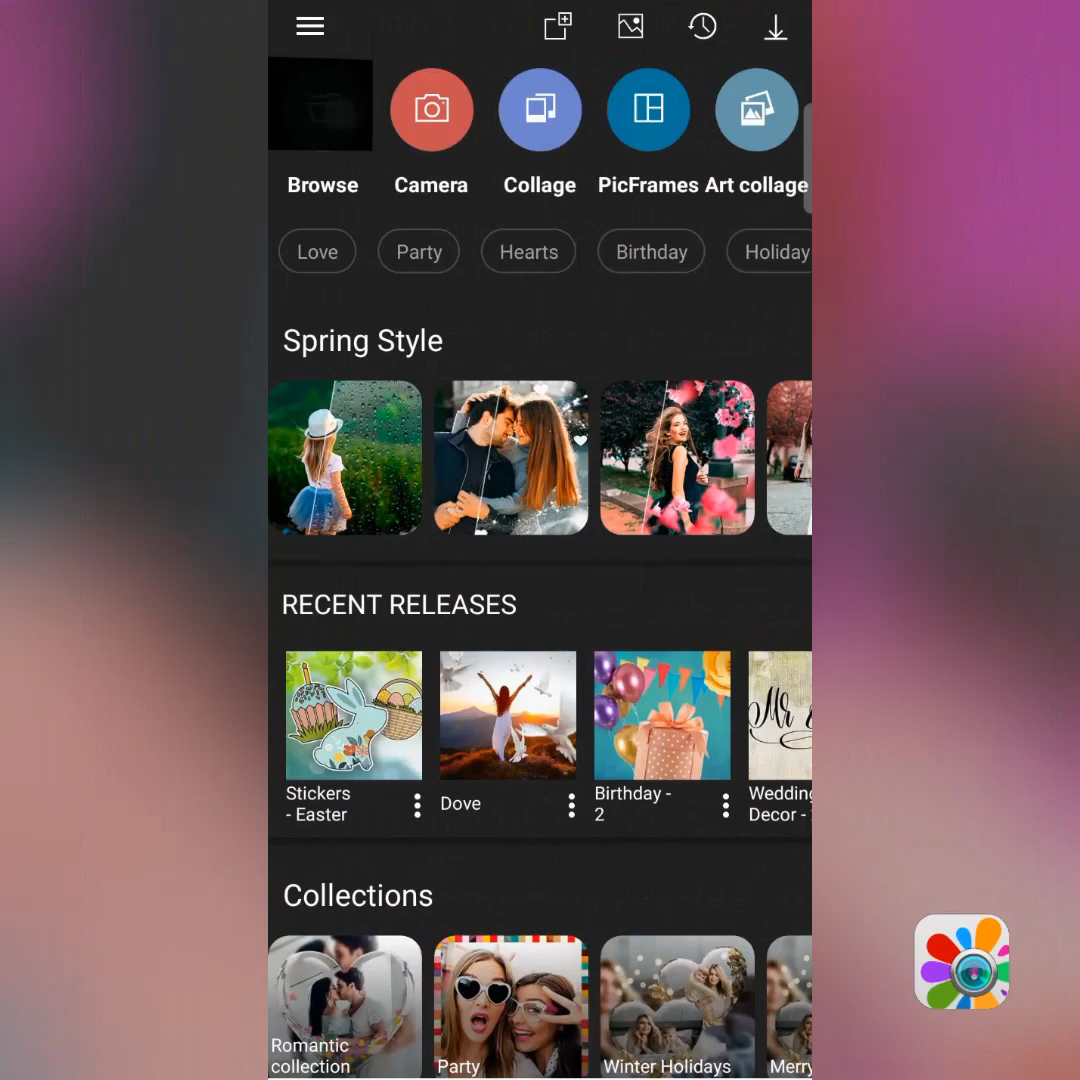 Browse
Camera
Collage
PicFrames
Art collage
Love
Party
Hearts
Birthday
Holiday
Spring Style
RECENT RELEASES
Stickers
- Easter
Dove
Birthday -
2
Mr &
Wedding
Decor -
Collections
Romantic
collection
Party
Winter Holidays
Merry